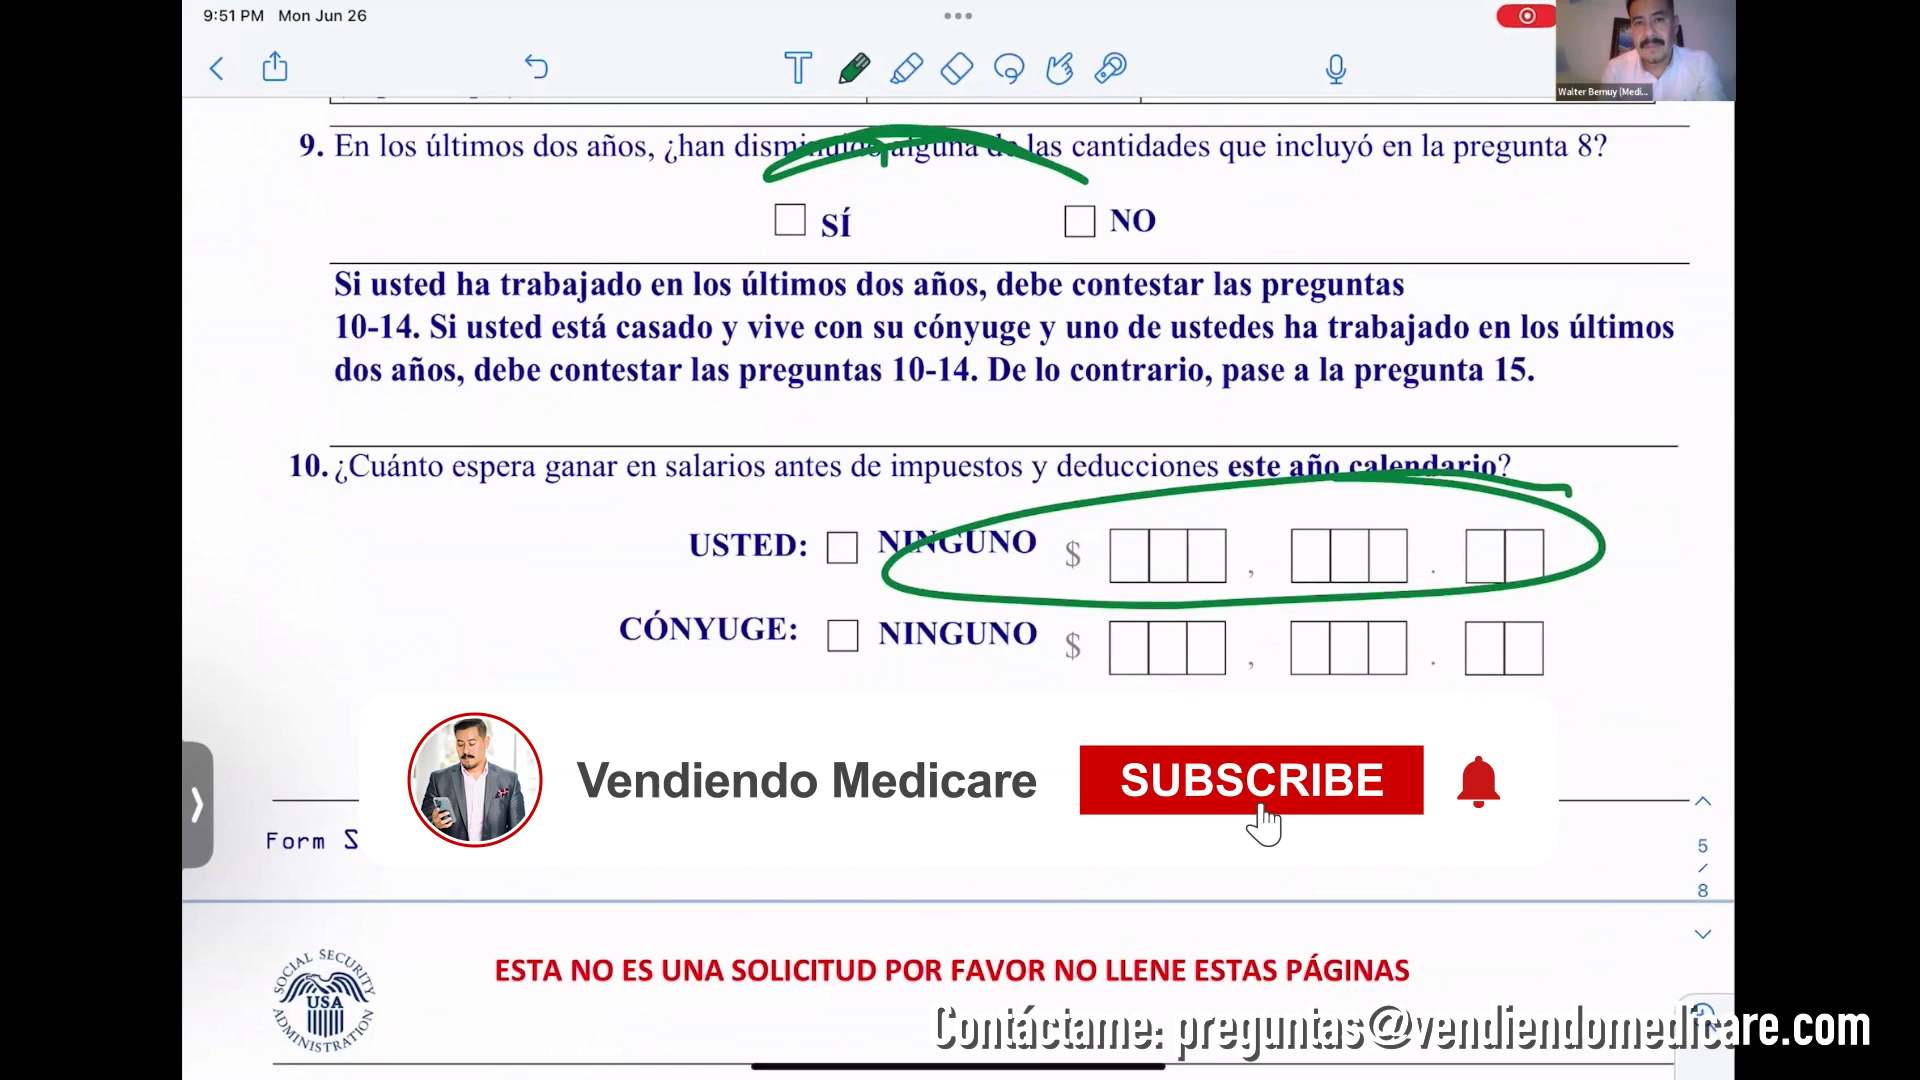 9:51 PM Mon Jun 26
Walter Bernuy (Medi...
9. En los últimos dos años, ¿han disminuido alguna de las cantidades que incluyó en la pregunta 8?
SÍ
NO
Si usted ha trabajado en los últimos dos años, debe contestar las preguntas
10-14. Si usted está casado y vive con su cónyuge y uno de ustedes ha trabajado en los últimos
dos años, debe contestar las preguntas 10-14. De lo contrario, pase a la pregunta 15.
10. ¿Cuánto espera ganar en salarios antes de impuestos y deducciones este año calendario?
USTED: NINGUNO $ , .
CÓNYUGE: NINGUNO $ , .
Vendiendo Medicare
SUBSCRIBE
Form S
5
/
8
SOCIAL SECURITY
USA
ADMINISTRATION
ESTA NO ES UNA SOLICITUD POR FAVOR NO LLENE ESTAS PÁGINAS
Contáctame: preguntas@vendiendomedicare.com